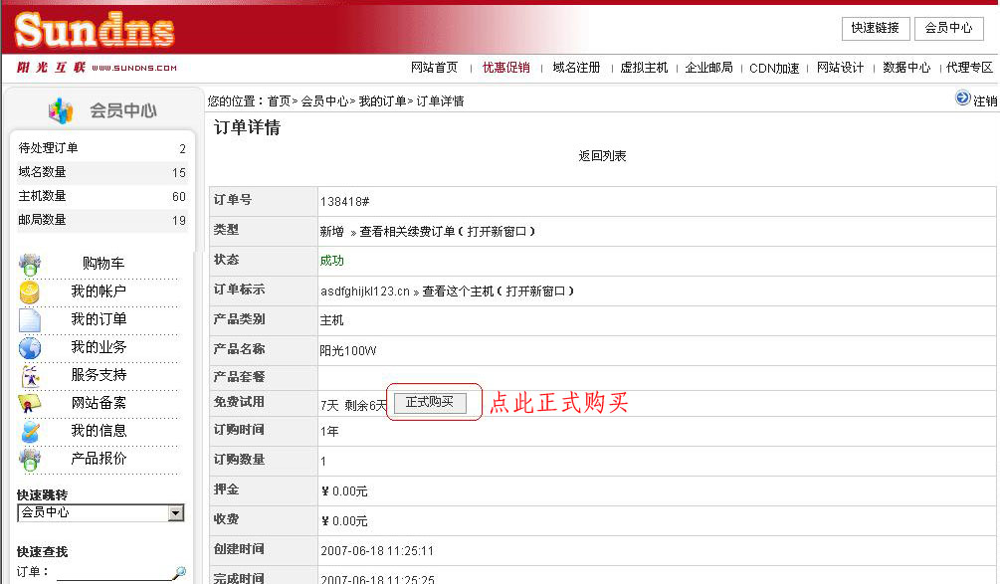 Sundns
快速链接 会员中心
阳光互联 WWW.SUNDNS.COM
网站首页 | 优惠促销 | 域名注册 | 虚拟主机 | 企业邮局 | CDN加速 | 网站设计 | 数据中心 | 代理专区
会员中心
待处理订单 2
域名数量 15
主机数量 60
邮局数量 19
购物车
我的帐户
我的订单
我的业务
服务支持
网站备案
我的信息
产品报价
快速跳转
会员中心
快速查找
订单：
您的位置：首页> 会员中心> 我的订单> 订单详情
注销
订单详情
返回列表
订单号 138418#
类型 新增 » 查看相关续费订单 ( 打开新窗口 )
状态 成功
订单标示 asdfghijkl123.cn » 查看这个主机 ( 打开新窗口 )
产品类别 主机
产品名称 阳光100W
产品套餐
免费试用 7天 剩余6天 正式购买 点此正式购买
订购时间 1年
订购数量 1
押金 ¥ 0.00元
收费 ¥ 0.00元
创建时间 2007-06-18 11:25:11
完成时间 2007-06-18 11:25:25